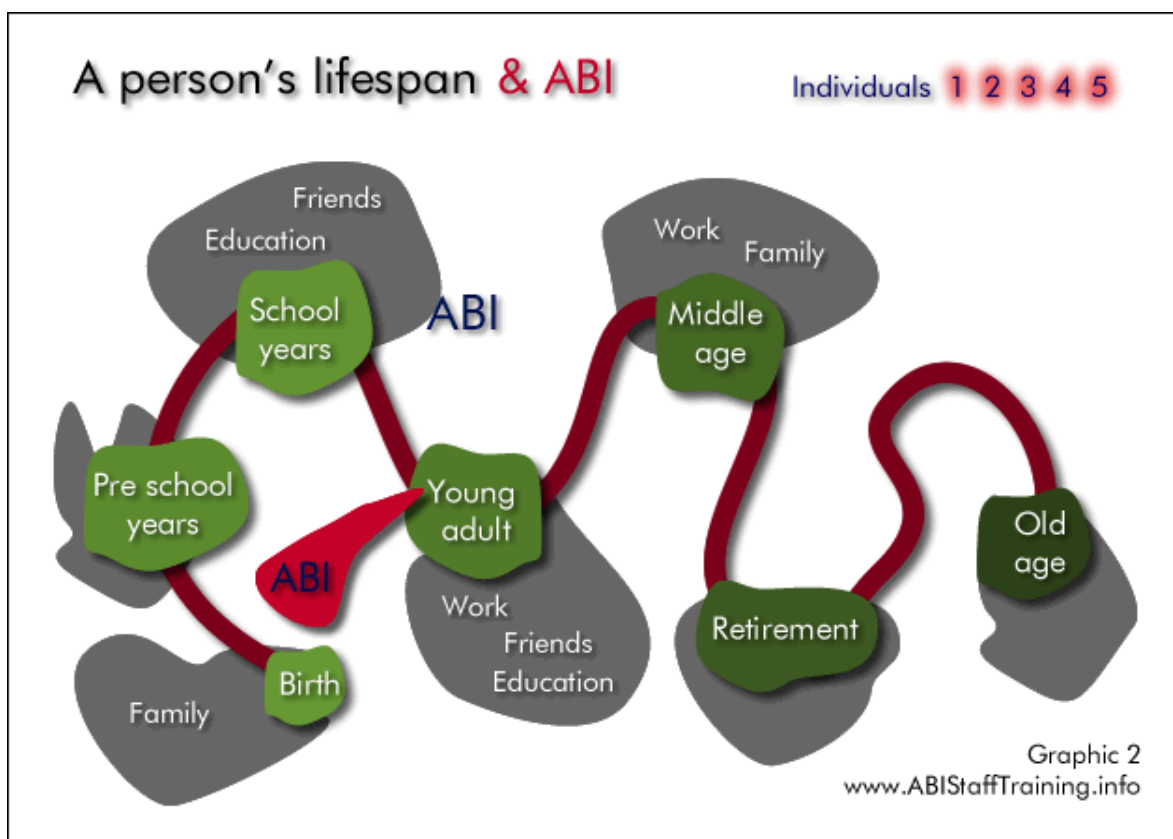 A person's lifespan & ABI
Individuals 1 2 3 4 5
Friends
Education
School
years
ABI
Work
Family
Middle
age
Pre school
years
Young
adult
ABI
Work
Friends
Education
Old
age
Retirement
Birth
Family
Graphic 2
www.ABIStaffTraining.info